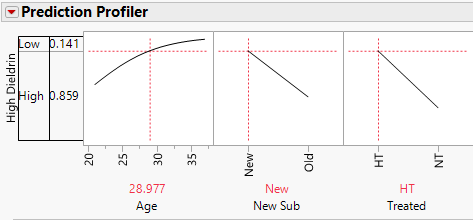 Prediction Profiler
High Dieldrin
Low 0.141
High 0.859
20 25 30 35
New Old
HT NT
28.977 New HT
Age New Sub Treated